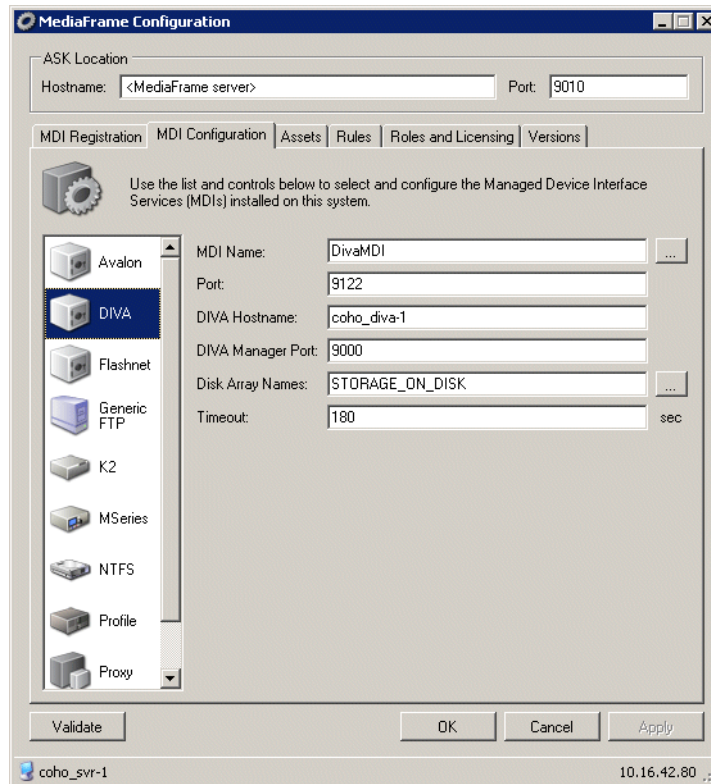 MediaFrame Configuration
ASK Location
Hostname: <MediaFrame server> Port: 9010
MDI Registration MDI Configuration Assets Rules Roles and Licensing Versions
Use the list and controls below to select and configure the Managed Device Interface
Services (MDIs) installed on this system.
Avalon
DIVA
Flashnet
Generic
FTP
K2
MSeries
NTFS
Profile
Proxy
MDI Name: DivaMDI ...
Port: 9122
DIVA Hostname: coho_diva-1
DIVA Manager Port: 9000
Disk Array Names: STORAGE_ON_DISK ...
Timeout: 180 sec
Validate OK Cancel Apply
coho_svr-1 10.16.42.80